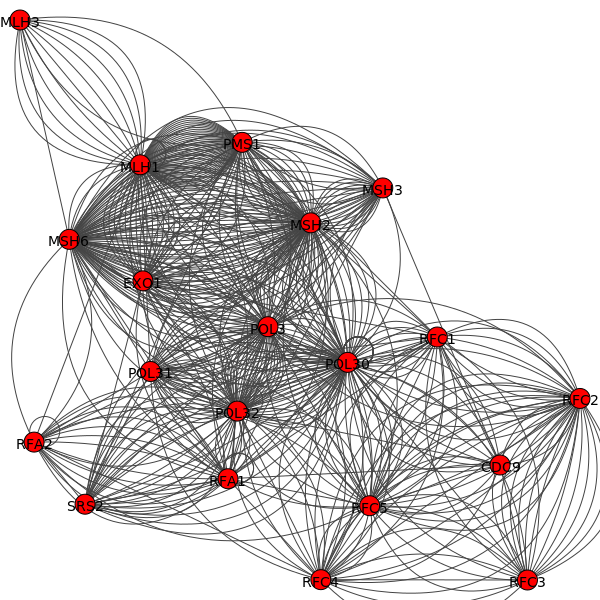 MLH3
PMS1
MLH1
MSH3
MSH2
MSH6
EXO1
POL3
RFC1
POL30
POL31
RFC2
POL32
RFA2
CDC9
RFA1
SRS2
RFC5
RFC4
RFC3